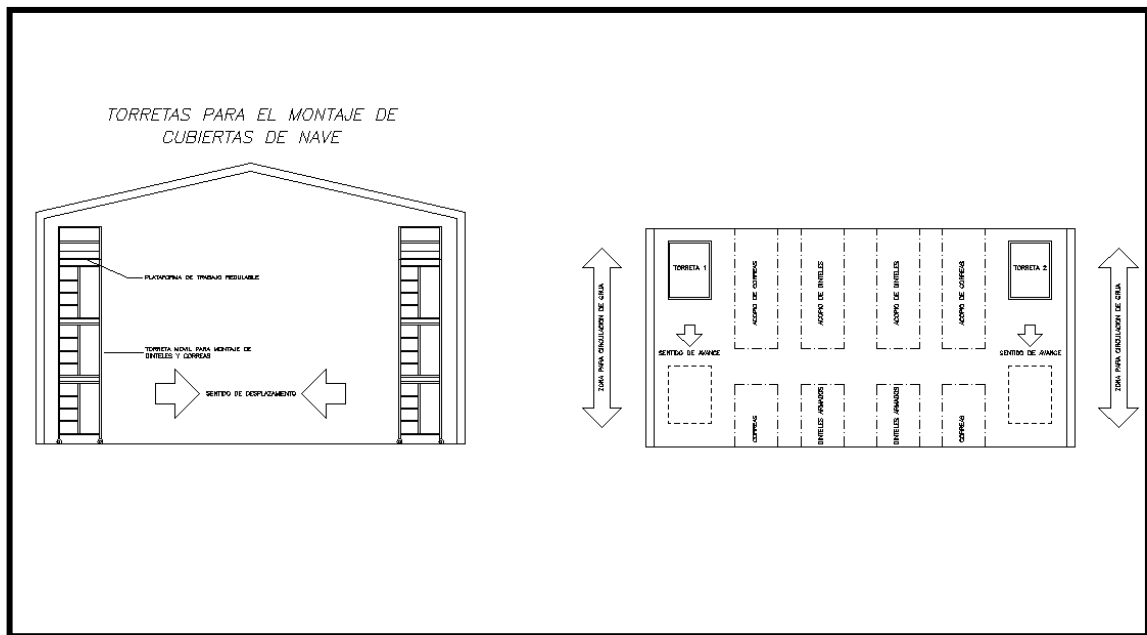 TORRETAS PARA EL MONTAJE DE
CUBIERTAS DE NAVE
PLATAFORMA DE TRABAJO REGULABLE
TORRETA MOVIL PARA MONTAJE DE
DINTELES Y CORREAS
SENTIDO DE DESPLAZAMIENTO
ZONA PARA CIRCULACION DE GRUA
TORRETA 1
ACOPIO DE CORREAS
ACOPIO DE DINTELES
ACOPIO DE DINTELES
ACOPIO DE CORREAS
TORRETA 2
ZONA PARA CIRCULACION DE GRUA
SENTIDO DE AVANCE
SENTIDO DE AVANCE
CORREAS
DINTELES ARMADOS
DINTELES ARMADOS
CORREAS